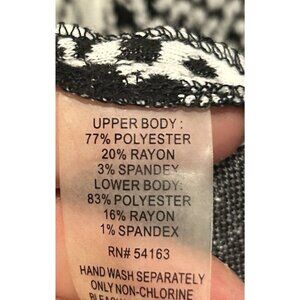 UPPER BODY :
77% POLYESTER
20% RAYON
3% SPANDEX
LOWER BODY:
83% POLYESTER
16% RAYON
1% SPANDEX
RN# 54163
HAND WASH SEPARATELY
ONLY NON-CHLORINE